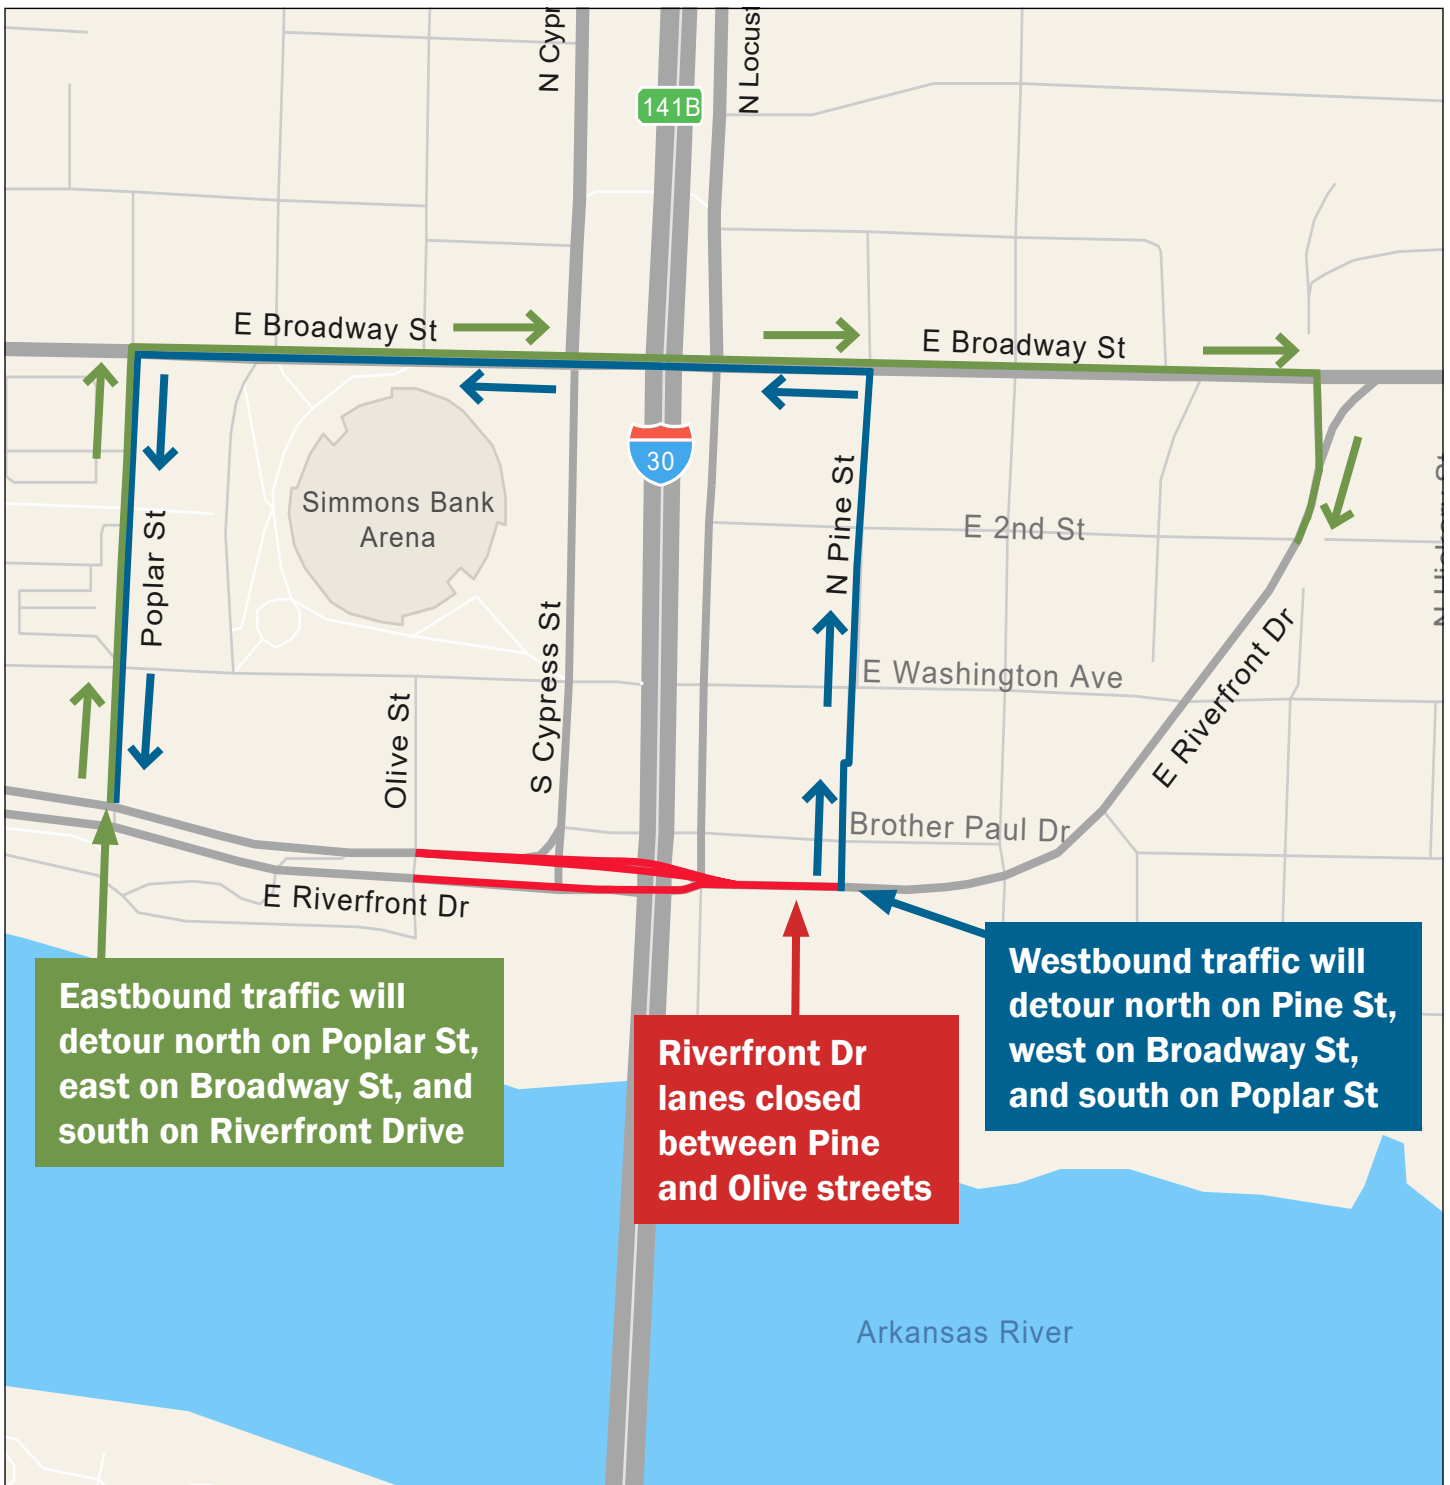 N Cypr
N Locust
141B
E Broadway St
E Broadway St
30
Simmons Bank
Arena
Poplar St
N Pine St
E 2nd St
S Cypress St
Olive St
E Washington Ave
E Riverfront Dr
Brother Paul Dr
E Riverfront Dr
Eastbound traffic will
detour north on Poplar St,
east on Broadway St, and
south on Riverfront Drive
Riverfront Dr
lanes closed
between Pine
and Olive streets
Westbound traffic will
detour north on Pine St,
west on Broadway St,
and south on Poplar St
Arkansas River